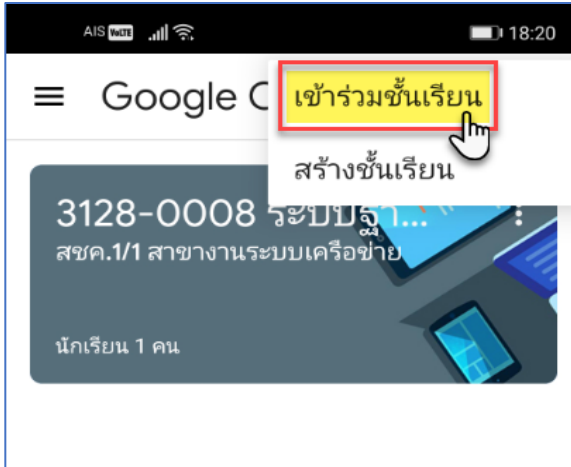 AIS VoLTE 18:20
Google C
เข้าร่วมชั้นเรียน
สร้างชั้นเรียน
3128-0008 ระบบฐา...
สชค.1/1 สาขางานระบบเครือข่าย
นักเรียน 1 คน